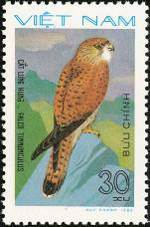 VIỆT NAM
CẮT LƯNG HUNG - FALCO TINNUNCULUS
BƯU CHÍNH
30
XU